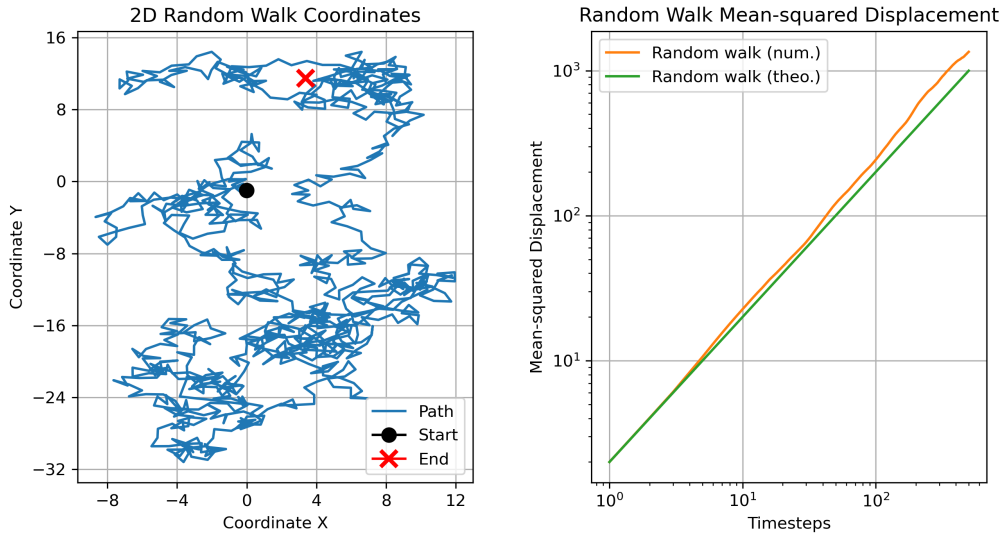 2D Random Walk Coordinates
16
8
0
−8
−16
−24
−32
Coordinate Y
−8
−4
0
4
8
12
Coordinate X
Path
Start
End
Random Walk Mean-squared Displacement
Random walk (num.)
Random walk (theo.)
10³
10²
10¹
Mean-squared Displacement
10⁰
10¹
10²
Timesteps